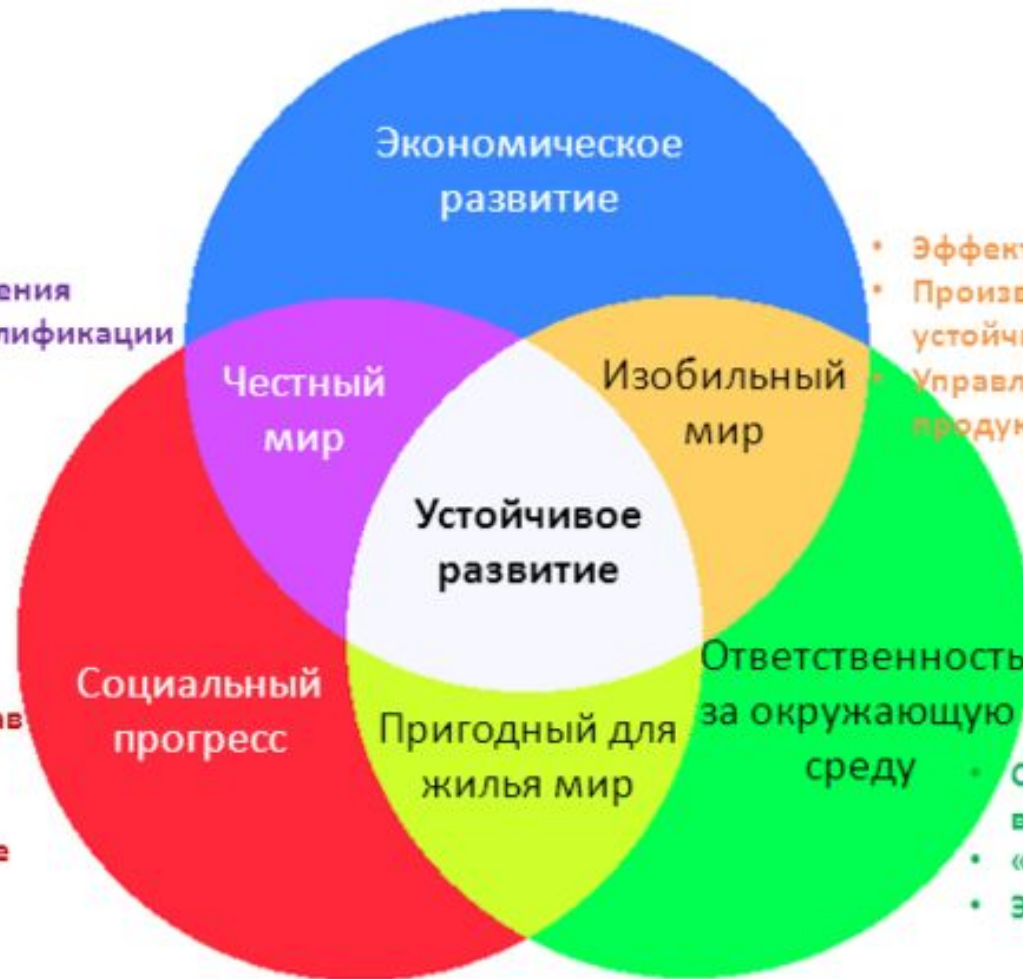 Экономическое
развитие
Честный
мир
Изобильный
мир
Устойчивое
развитие
Социальный
прогресс
Пригодный для
жилья мир
Ответственность
за окружающую
среду